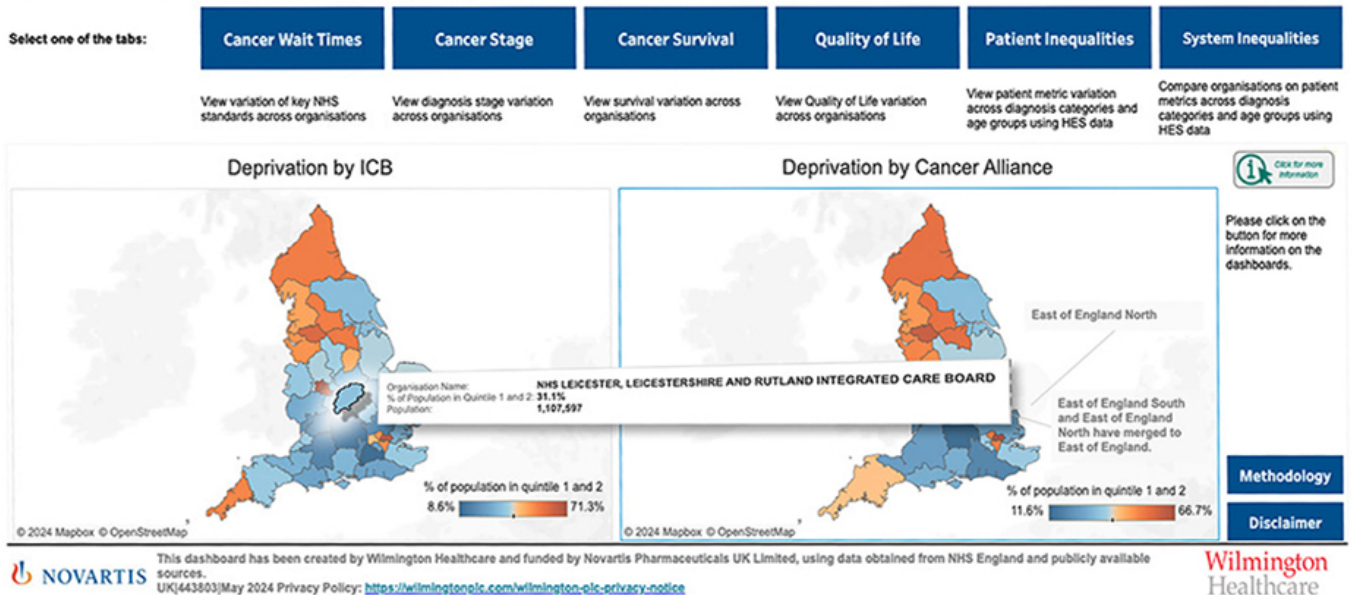 Select one of the tabs:
Cancer Wait Times
Cancer Stage
Cancer Survival
Quality of Life
Patient Inequalities
System Inequalities
View variation of key NHS
standards across organisations
View diagnosis stage variation
across organisations
View survival variation across
organisations
View Quality of Life variation
across organisations
View patient metric variation
across diagnosis categories and
age groups using HES data
Compare organisations on patient
metrics across diagnosis
categories and age groups using
HES data
Deprivation by ICB
Deprivation by Cancer Alliance
Click for more
information
Please click on the
button for more
information on the
dashboards.
East of England North
Organisation Name: NHS LEICESTER, LEICESTERSHIRE AND RUTLAND INTEGRATED CARE BOARD
% of Population in Quintile 1 and 2: 31.1%
Population: 1,107,597
East of England South
and East of England
North have merged to
East of England.
% of population in quintile 1 and 2
8.6% 71.3%
© 2024 Mapbox © OpenStreetMap
% of population in quintile 1 and 2
11.6% 66.7%
© 2024 Mapbox © OpenStreetMap
Methodology
Disclaimer
NOVARTIS
This dashboard has been created by Wilmington Healthcare and funded by Novartis Pharmaceuticals UK Limited, using data obtained from NHS England and publicly available
sources.
UK|443803|May 2024 Privacy Policy: https://wilmingtonplc.com/wilmington-plc-privacy-notice
Wilmington
Healthcare